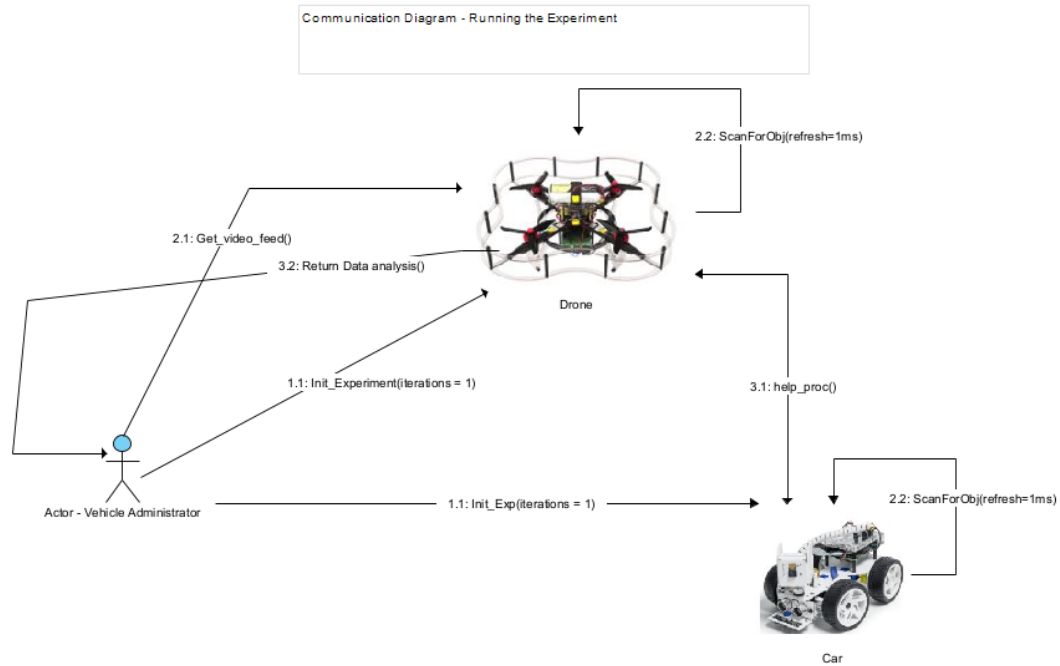 Communication Diagram - Running the Experiment
2.2: ScanForObj(refresh=1ms)
2.1: Get_video_feed()
3.2: Return Data analysis()
Drone
1.1: Init_Experiment(iterations = 1)
3.1: help_proc()
1.1: Init_Exp(iterations = 1)
2.2: ScanForObj(refresh=1ms)
Actor - Vehicle Administrator
Car